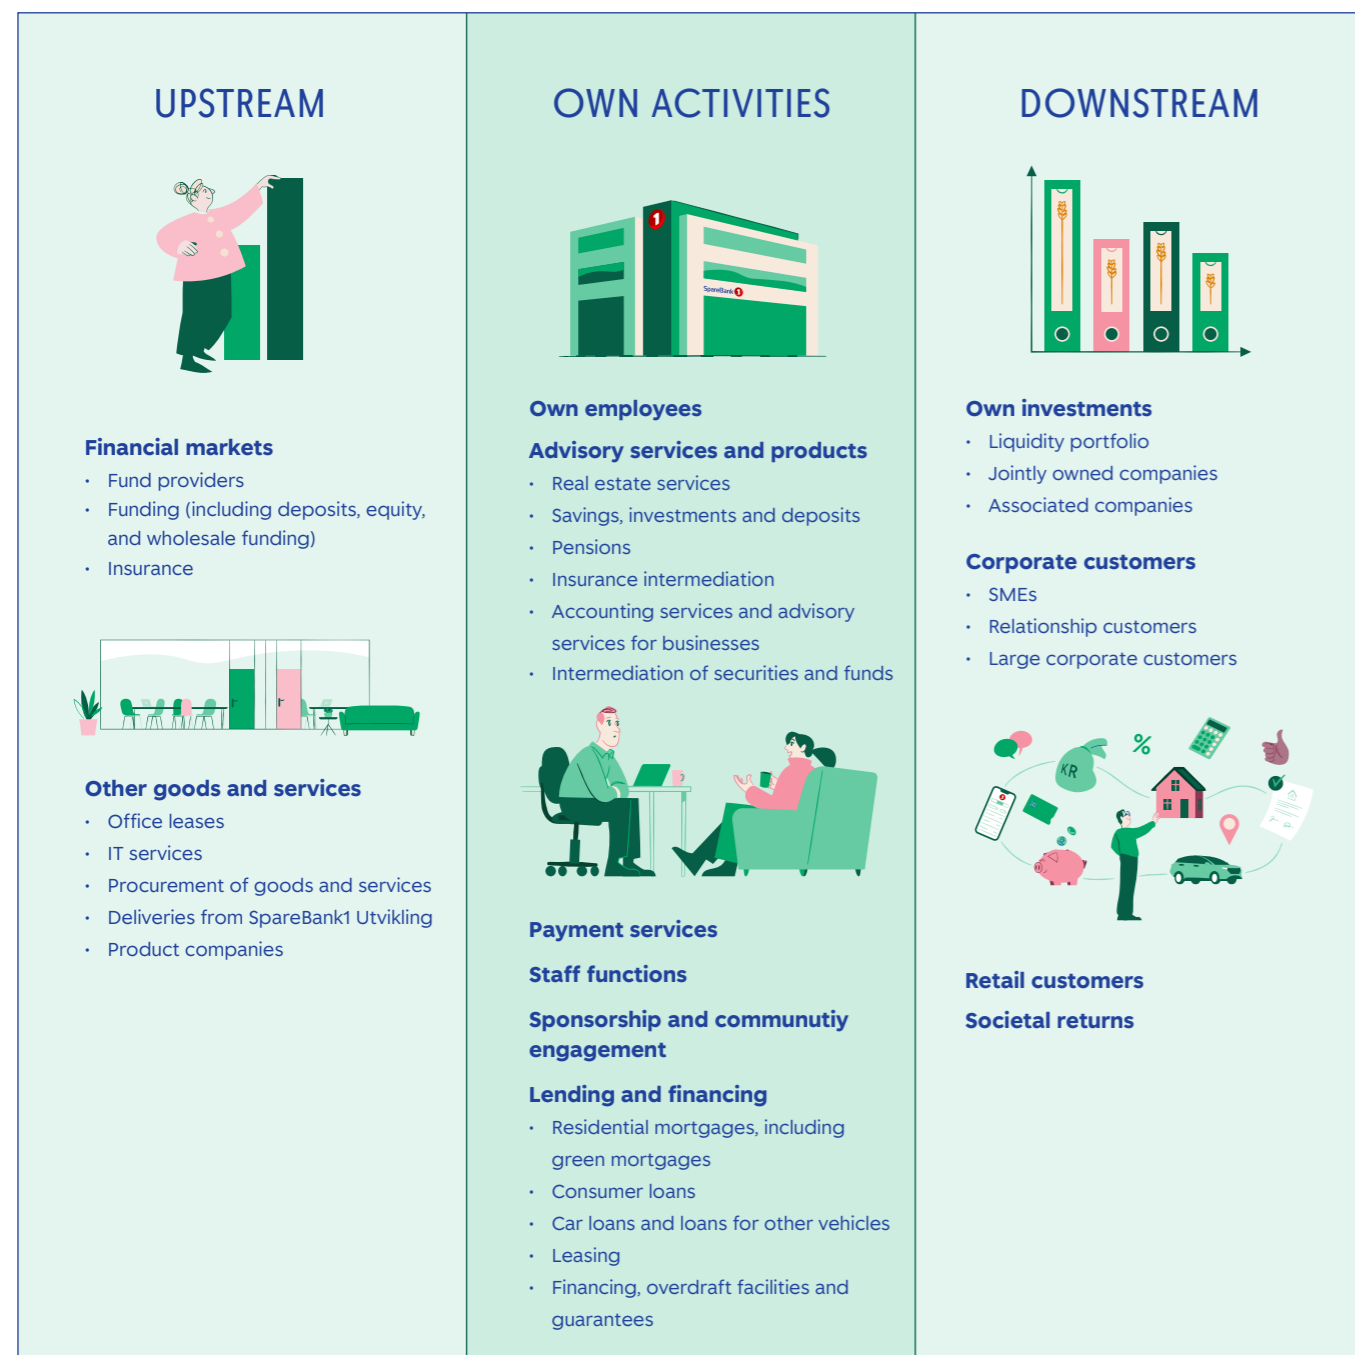 UPSTREAM
Financial markets
• Fund providers
• Funding (including deposits, equity,
and wholesale funding)
• Insurance
Other goods and services
• Office leases
• IT services
• Procurement of goods and services
• Deliveries from SpareBank1 Utvikling
• Product companies
OWN ACTIVITIES
1
SpareBank 1
Own employees
Advisory services and products
• Real estate services
• Savings, investments and deposits
• Pensions
• Insurance intermediation
• Accounting services and advisory
services for businesses
• Intermediation of securities and funds
Payment services
Staff functions
Sponsorship and communutiy
engagement
Lending and financing
• Residential mortgages, including
green mortgages
• Consumer loans
• Car loans and loans for other vehicles
• Leasing
• Financing, overdraft facilities and
guarantees
DOWNSTREAM
Own investments
• Liquidity portfolio
• Jointly owned companies
• Associated companies
Corporate customers
• SMEs
• Relationship customers
• Large corporate customers
%
KR
Retail customers
Societal returns